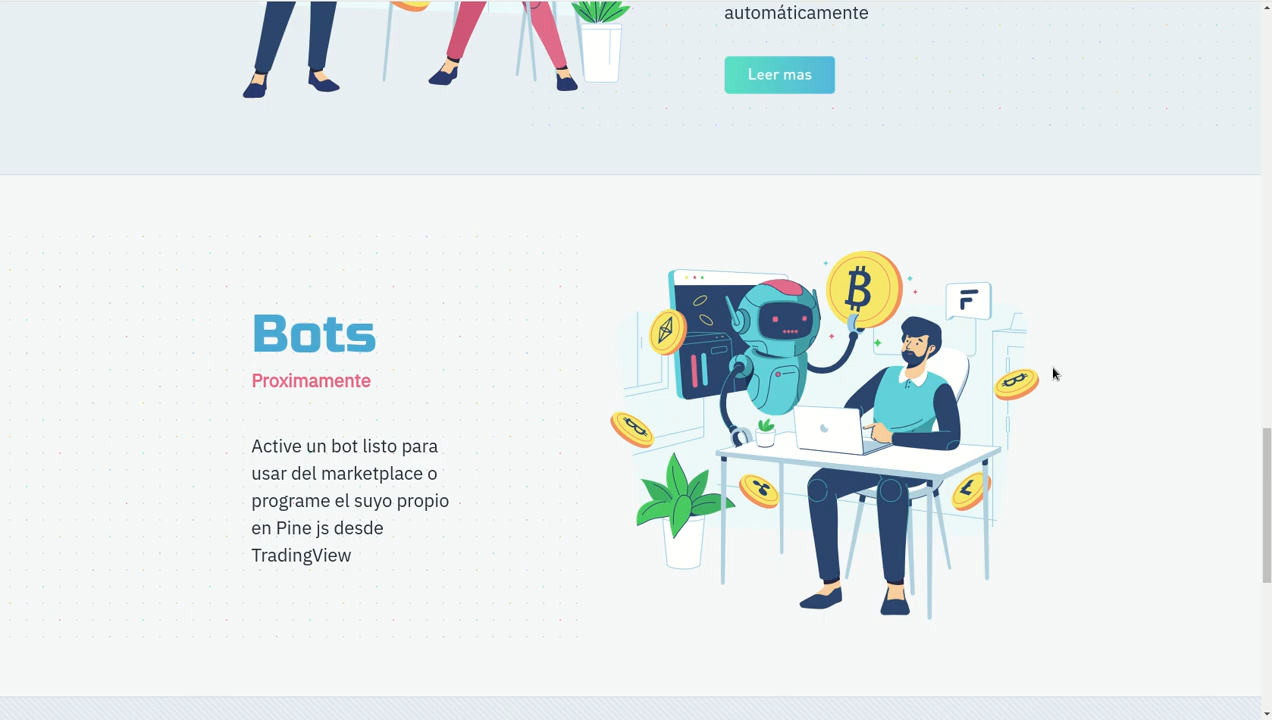 automáticamente
Leer mas
Bots
Proximamente
Active un bot listo para
usar del marketplace o
programe el suyo propio
en Pine js desde
TradingView